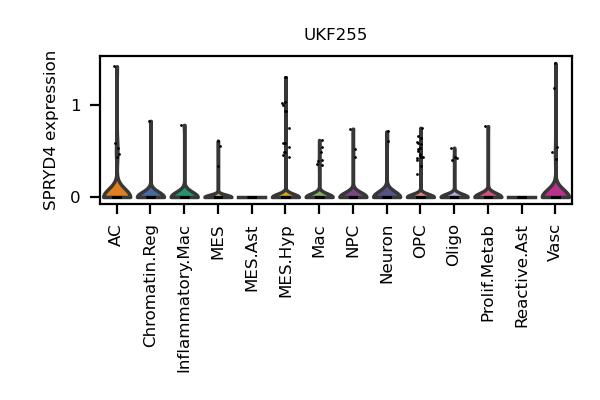 UKF255
SPRYD4 expression
1
0
AC
Chromatin.Reg
Inflammatory.Mac
MES
MES.Ast
MES.Hyp
Mac
NPC
Neuron
OPC
Oligo
Prolif.Metab
Reactive.Ast
Vasc